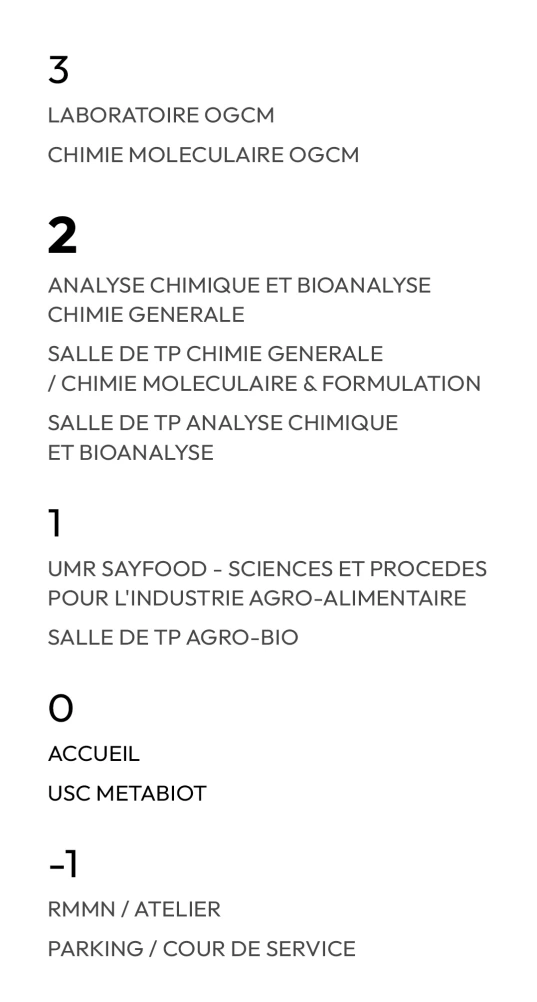 3
LABORATOIRE OGCM
CHIMIE MOLECULAIRE OGCM
2
ANALYSE CHIMIQUE ET BIOANALYSE
CHIMIE GENERALE
SALLE DE TP CHIMIE GENERALE
/ CHIMIE MOLECULAIRE & FORMULATION
SALLE DE TP ANALYSE CHIMIQUE
ET BIOANALYSE
1
UMR SAYFOOD - SCIENCES ET PROCEDES
POUR L'INDUSTRIE AGRO-ALIMENTAIRE
SALLE DE TP AGRO-BIO
0
ACCUEIL
USC METABIOT
-1
RMMN / ATELIER
PARKING / COUR DE SERVICE